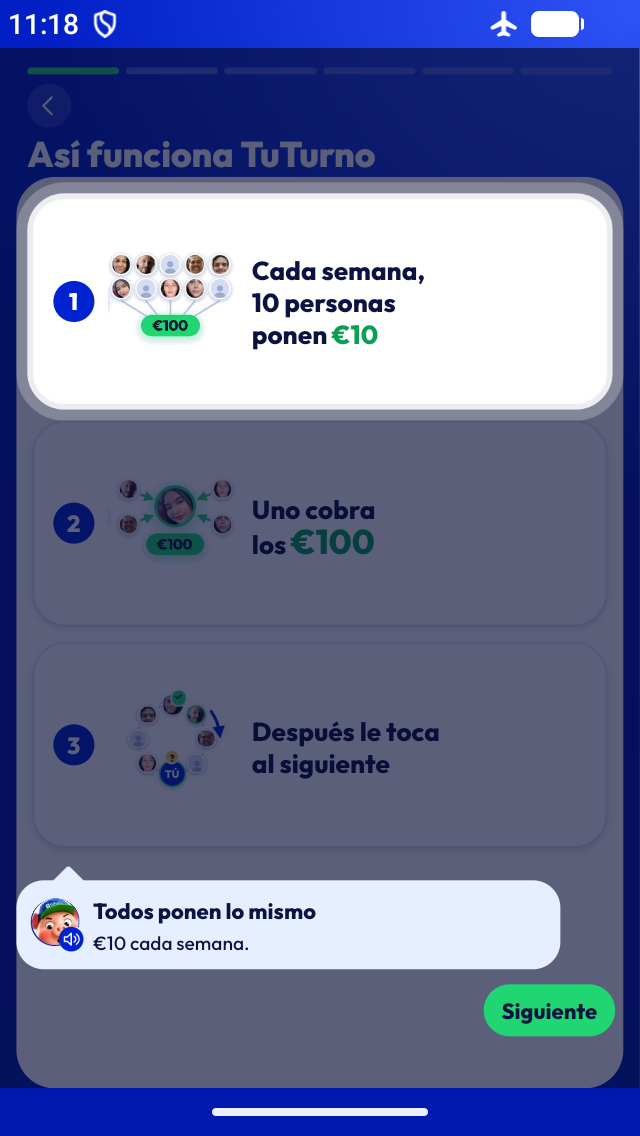 11:18
Así funciona TuTurno
1
€100
Cada semana,
10 personas
ponen €10
2
€100
Uno cobra
los €100
3
?
TÚ
Después le toca
al siguiente
Todos ponen lo mismo
€10 cada semana.
Siguiente